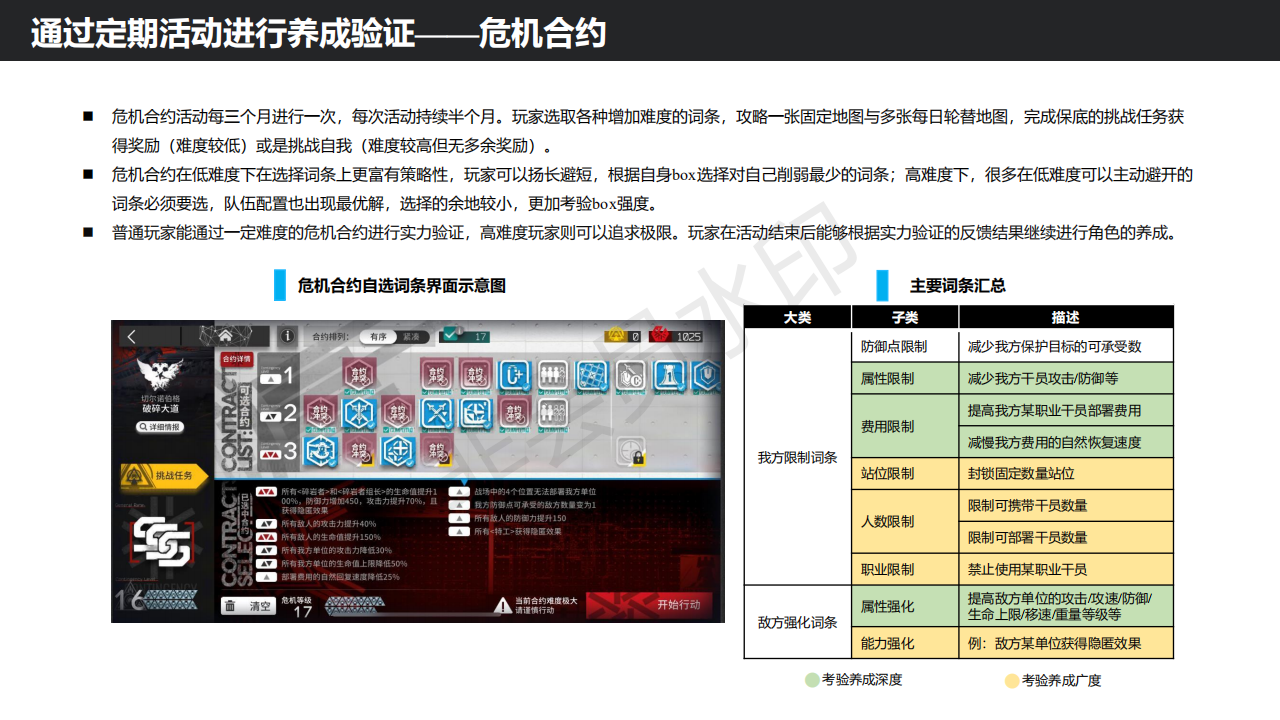 通过定期活动进行养成验证——危机合约
■ 危机合约活动每三个月进行一次，每次活动持续半个月。玩家选取各种增加难度的词条，攻略一张固定地图与多张每日轮替地图，完成保底的挑战任务获
得奖励（难度较低）或是挑战自我（难度较高但无多余奖励）。
■ 危机合约在低难度下在选择词条上更富有策略性，玩家可以扬长避短，根据自身box选择对自己削弱最少的词条；高难度下，很多在低难度可以主动避开的
词条必须要选，队伍配置也出现最优解，选择的余地较小，更加考验box强度。
■ 普通玩家能通过一定难度的危机合约进行实力验证，高难度玩家则可以追求极限。玩家在活动结束后能够根据实力验证的反馈结果继续进行角色的养成。
危机合约自选词条界面示意图
合约排列： 有序 紧凑 17 0 1025
合约详情
可选合约
CONTRACT LIST:
1
2
3
合约冲突
切尔诺伯格
破碎大道
详细情报
挑战任务
16
已选中合约
CONTRACT SELEC
所有<碎岩者>和<碎岩者组长>的生命值提升1
00%，防御力增加450，攻击力提升70%，且
获得隐匿效果
所有敌人的攻击力提升40%
所有敌人的生命值提升150%
所有我方单位的攻击力降低30%
所有我方单位的生命值上限降低50%
部署费用的自然回复速度降低25%
战场中的4个位置无法部署我方单位
我方防御点可承受的敌方数量变为1
所有敌人的防御力提升150
所有<特工>获得隐匿效果
清空
危机等级
17
当前合约难度极大
请谨慎行动
开始行动
主要词条汇总
大类 子类 描述
我方限制词条
防御点限制 减少我方保护目标的可承受数
属性限制 减少我方干员攻击/防御等
费用限制 提高我方某职业干员部署费用
减慢我方费用的自然恢复速度
站位限制 封锁固定数量站位
人数限制 限制可携带干员数量
限制可部署干员数量
职业限制 禁止使用某职业干员
敌方强化词条
属性强化 提高敌方单位的攻击/攻速/防御/
生命上限/移速/重量等级等
能力强化 例：敌方某单位获得隐匿效果
考验养成深度
考验养成广度